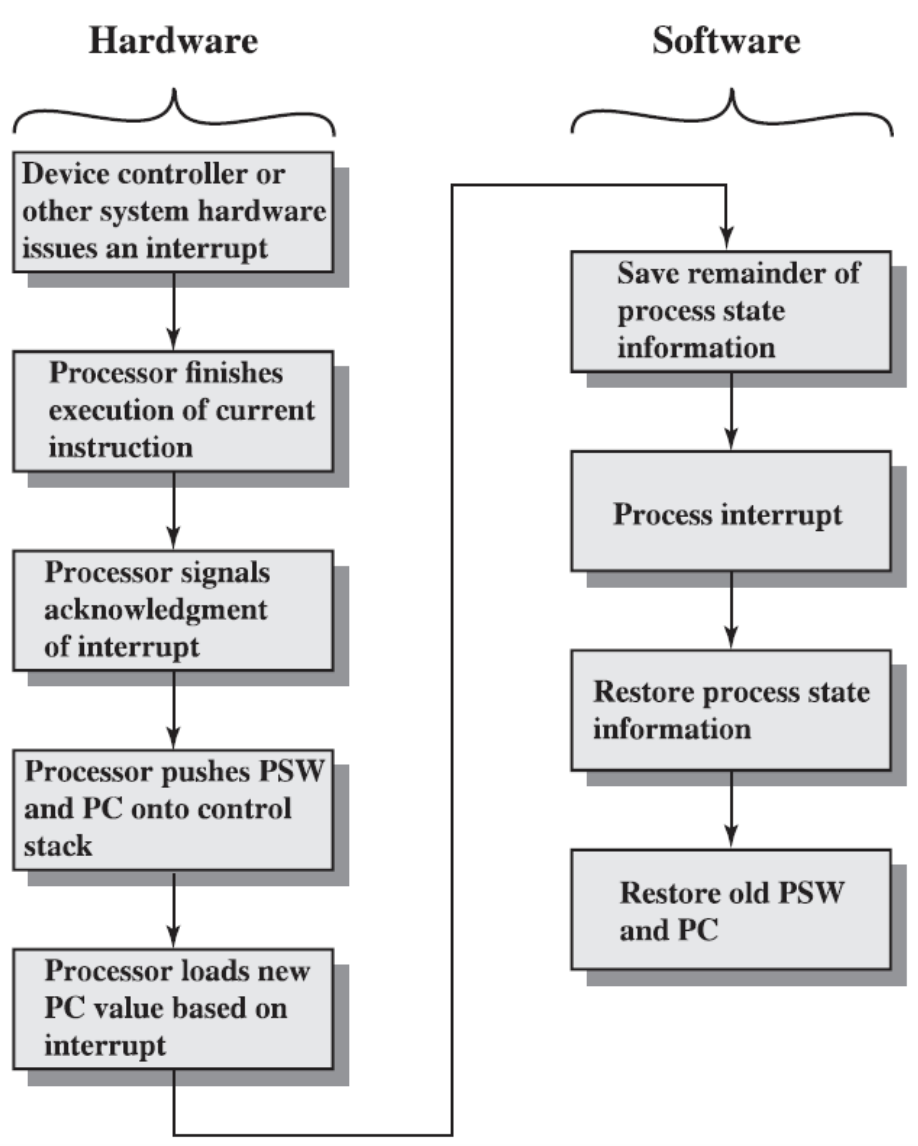 Hardware
Device controller or
other system hardware
issues an interrupt
Processor finishes
execution of current
instruction
Processor signals
acknowledgment
of interrupt
Processor pushes PSW
and PC onto control
stack
Processor loads new
PC value based on
interrupt
Software
Save remainder of
process state
information
Process interrupt
Restore process state
information
Restore old PSW
and PC